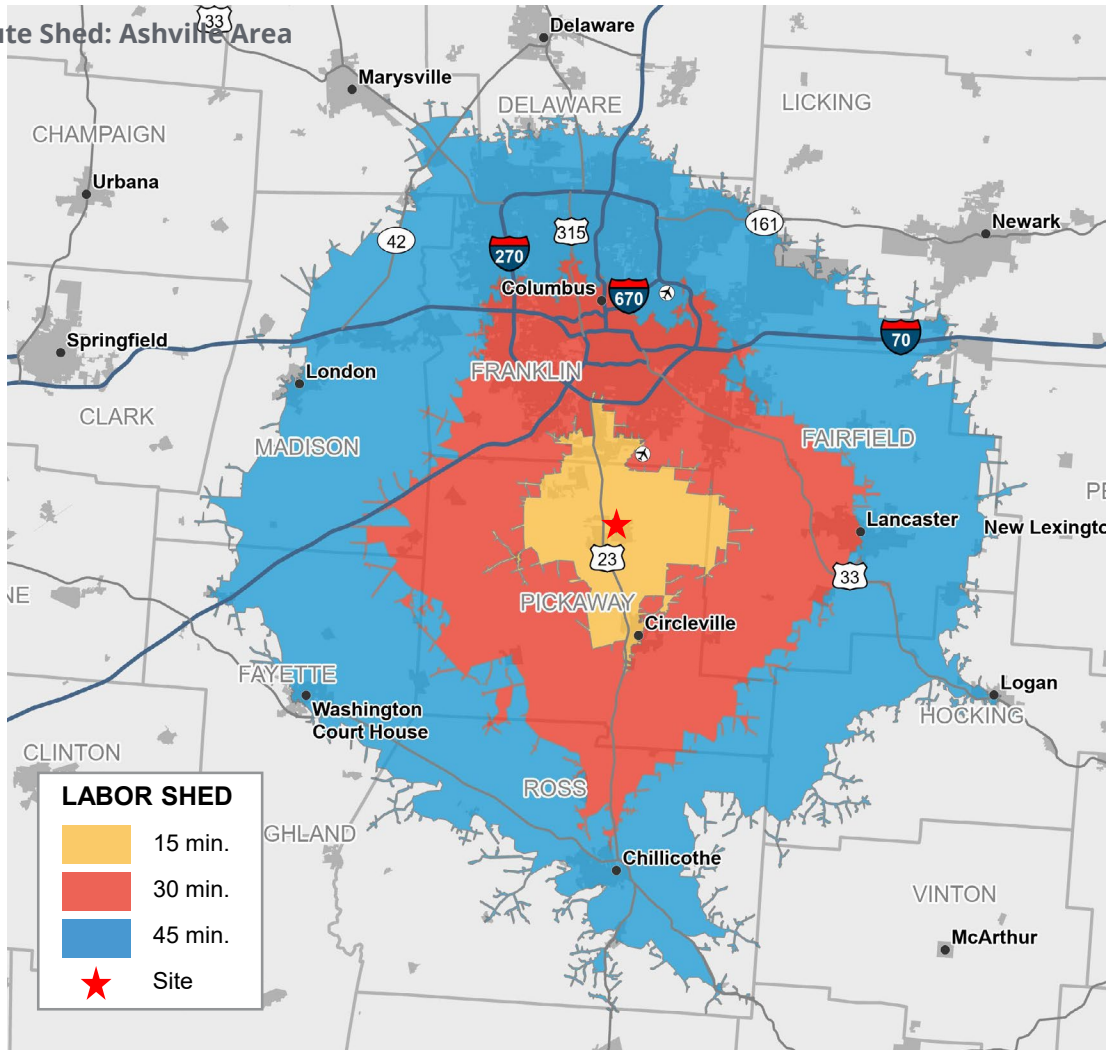 ute Shed: Ashville Area
33
Delaware
Marysville
DELAWARE
LICKING
CHAMPAIGN
Urbana
161
Newark
42
315
270
Columbus
670
70
Springfield
London
FRANKLIN
CLARK
MADISON
FAIRFIELD
PE
Lancaster
New Lexingto
23
33
NE
PICKAWAY
Circleville
FAYETTE
Logan
Washington
Court House
HOCKING
CLINTON
ROSS
LABOR SHED
15 min.
GHLAND
30 min.
Chillicothe
45 min.
VINTON
McArthur
Site